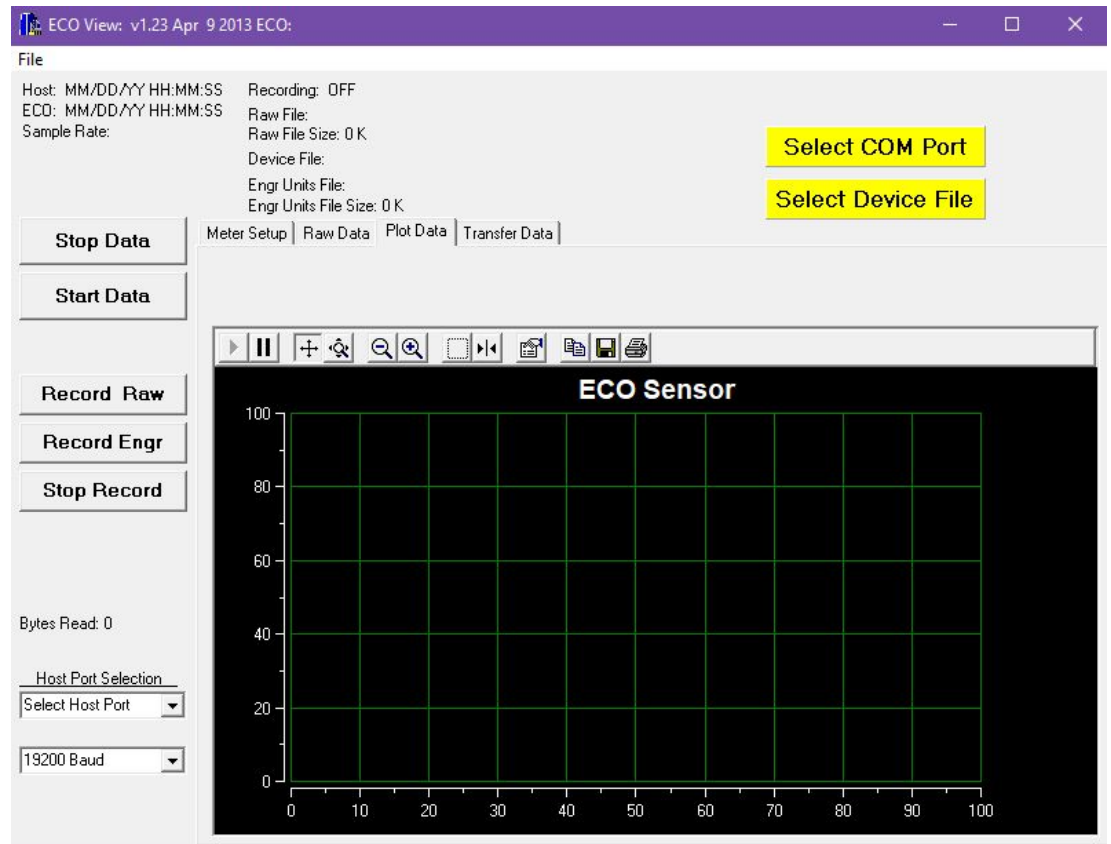 ECO View: v1.23 Apr 9 2013 ECO:
File
Host: MM/DD/YY HH:MM:SS
ECO: MM/DD/YY HH:MM:SS
Sample Rate:
Recording: OFF
Raw File:
Raw File Size: 0 K
Device File:
Engr Units File:
Engr Units File Size: 0 K
Select COM Port
Select Device File
Stop Data
Start Data
Record Raw
Record Engr
Stop Record
Bytes Read: 0
Host Port Selection
Select Host Port
19200 Baud
Meter Setup Raw Data Plot Data Transfer Data
ECO Sensor
100
80
60
40
20
0
0 10 20 30 40 50 60 70 80 90 100